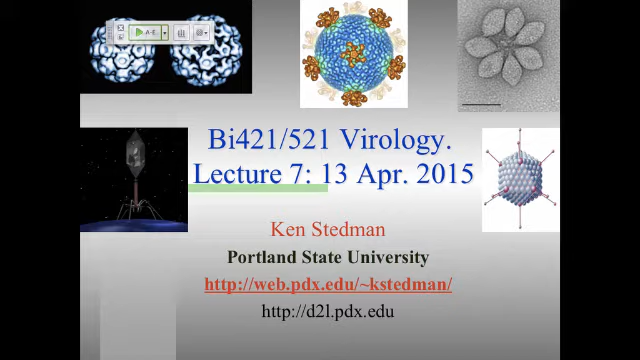 Bi421/521 Virology.
Lecture 7: 13 Apr. 2015
Ken Stedman
Portland State University
http://web.pdx.edu/~kstedman/
http://d2l.pdx.edu